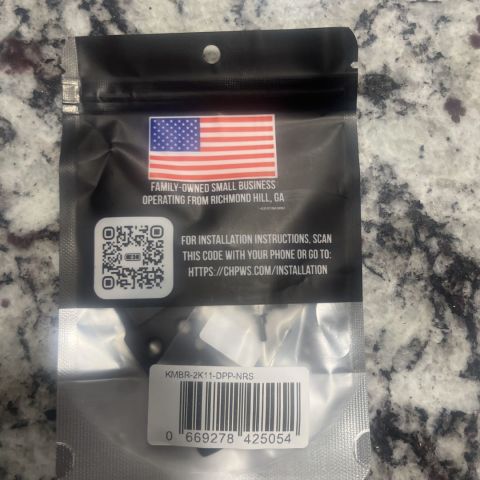 FAMILY-OWNED SMALL BUSINESS
OPERATING FROM RICHMOND HILL, GA
FOR INSTALLATION INSTRUCTIONS, SCAN
THIS CODE WITH YOUR PHONE OR GO TO:
HTTPS://CHPWS.COM/INSTALLATION
KMBR-2K11-DPP-NRS
0 669278 425054